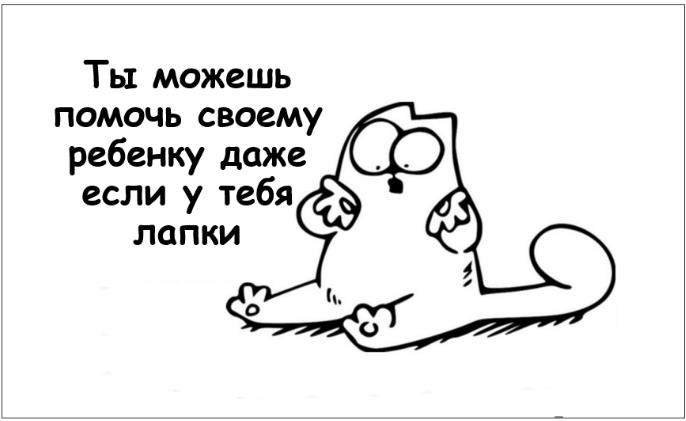 Ты можешь
помочь своему
ребенку даже
если у тебя
лапки